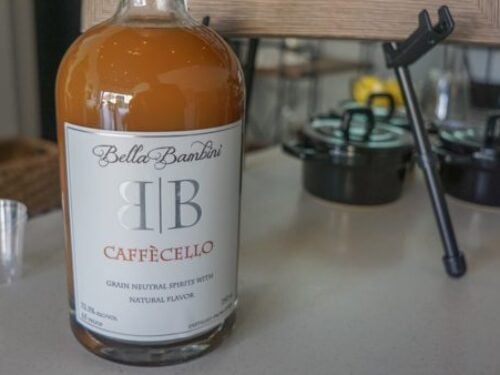 Bella Bambini
B|B
CAFFÈCELLO
GRAIN NEUTRAL SPIRITS WITH
NATURAL FLAVOR